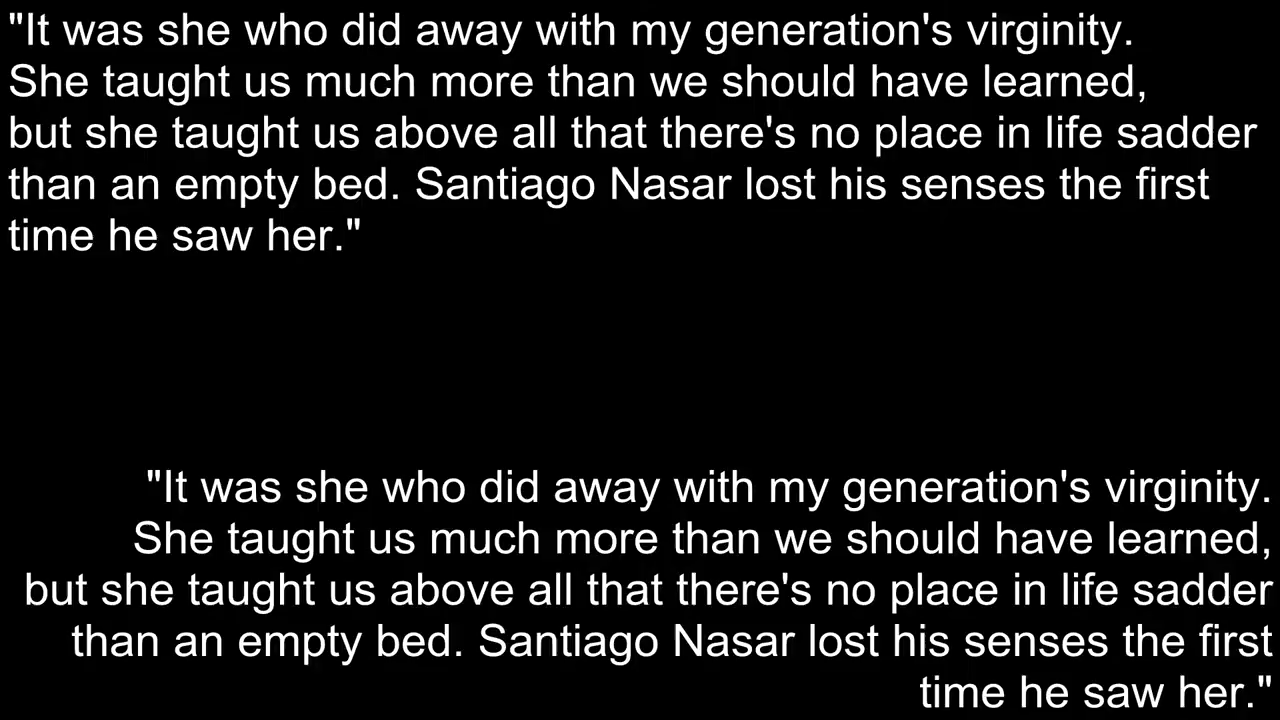 "It was she who did away with my generation's virginity.
She taught us much more than we should have learned,
but she taught us above all that there's no place in life sadder
than an empty bed. Santiago Nasar lost his senses the first
time he saw her."
"It was she who did away with my generation's virginity.
She taught us much more than we should have learned,
but she taught us above all that there's no place in life sadder
than an empty bed. Santiago Nasar lost his senses the first
time he saw her."